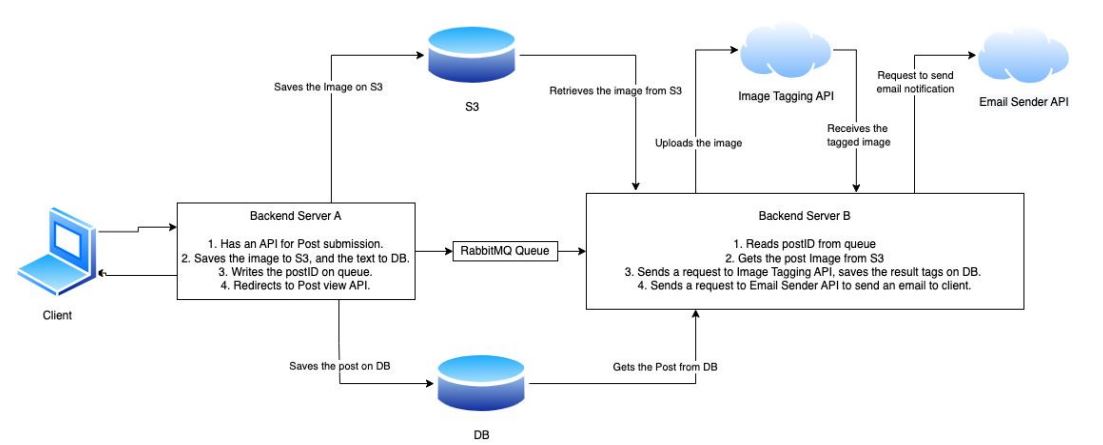 Saves the Image on S3
S3
Retrieves the image from S3
Uploads the image
Image Tagging API
Receives the
tagged image
Request to send
email notification
Email Sender API
Client
Backend Server A
1. Has an API for Post submission.
2. Saves the image to S3, and the text to DB.
3. Writes the postID on queue.
4. Redirects to Post view API.
RabbitMQ Queue
Backend Server B
1. Reads postID from queue
2. Gets the post Image from S3
3. Sends a request to Image Tagging API, saves the result tags on DB.
4. Sends a request to Email Sender API to send an email to client.
Saves the post on DB
DB
Gets the Post from DB